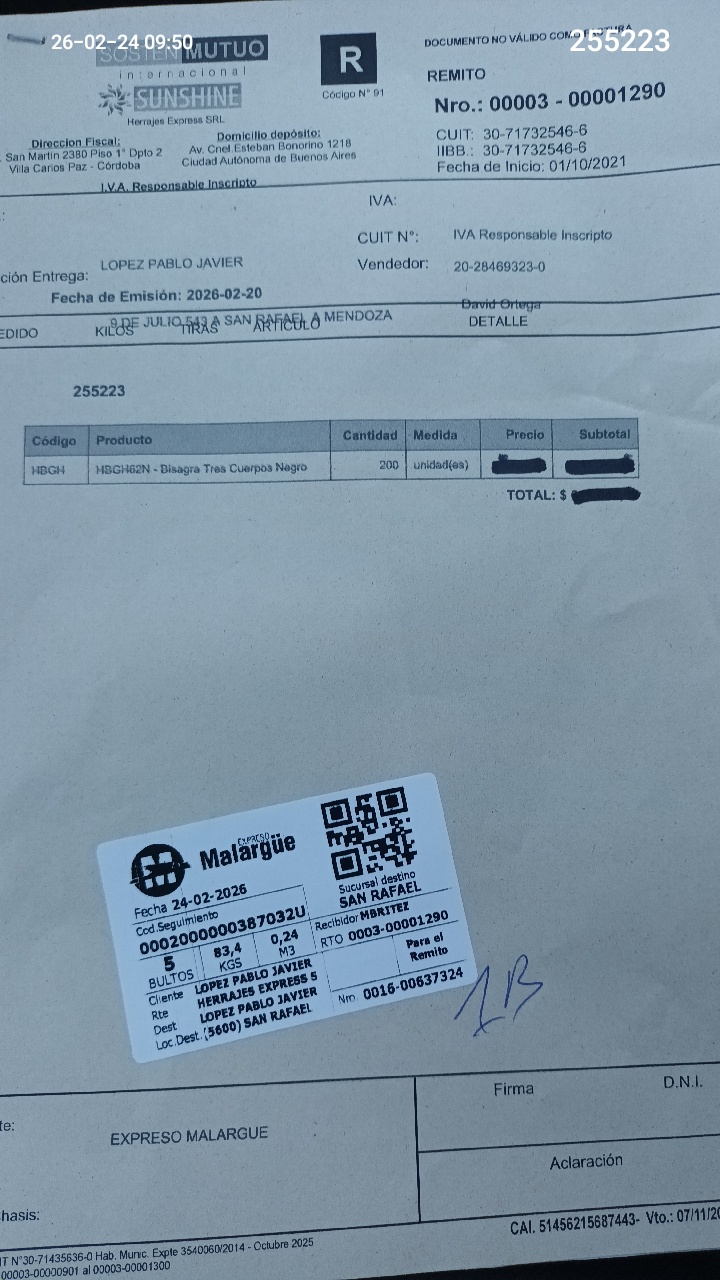 26-02-24 09:50
255223
SOSTEN MUTUO
internacional
SUNSHINE
Herrajes Express SRL
Direccion Fiscal:
San Martin 2380 Piso 1° Dpto 2
Villa Carlos Paz - Córdoba
Domicilio depósito:
Av. Cnel.Esteban Bonorino 1218
Ciudad Autónoma de Buenos Aires
I.V.A. Responsable Inscripto
R
Código N° 91
DOCUMENTO NO VÁLIDO COMO FACTURA
REMITO
Nro.: 00003 - 00001290
CUIT: 30-71732546-6
IIBB.: 30-71732546-6
Fecha de Inicio: 01/10/2021
IVA:
CUIT N°: IVA Responsable Inscripto
ción Entrega: LOPEZ PABLO JAVIER
Vendedor: 20-28469323-0
Fecha de Emisión: 2026-02-20
David Ortega
9 DE JULIO 543 A SAN RAFAEL A MENDOZA
EDIDO KILOS TIRAS ARTICULO DETALLE
255223
Código Producto Cantidad Medida Precio Subtotal
HBGH HBGH62N - Bisagra Tres Cuerpos Negro 200 unidad(es)
TOTAL: $
EXPRESO
Malargüe
Fecha 24-02-2026
Cod.Seguimiento
0002000000387032U
5 BULTOS
83,4 KGS
0,24 M3
Cliente LOPEZ PABLO JAVIER
Rte HERRAJES EXPRESS S
Dest LOPEZ PABLO JAVIER
Loc.Dest.(5600) SAN RAFAEL
Sucursal destino
SAN RAFAEL
Recibidor MBRITEZ
RTO 0003-00001290
Para el
Remito
Nro 0016-00637324
1B
te: EXPRESO MALARGUE
Firma D.N.I.
Aclaración
hasis:
CAI. 51456215687443- Vto.: 07/11/20
IT N°30-71435636-0 Hab. Munic. Expte 3540060/2014 - Octubre 2025
00003-00000901 al 00003-00001300